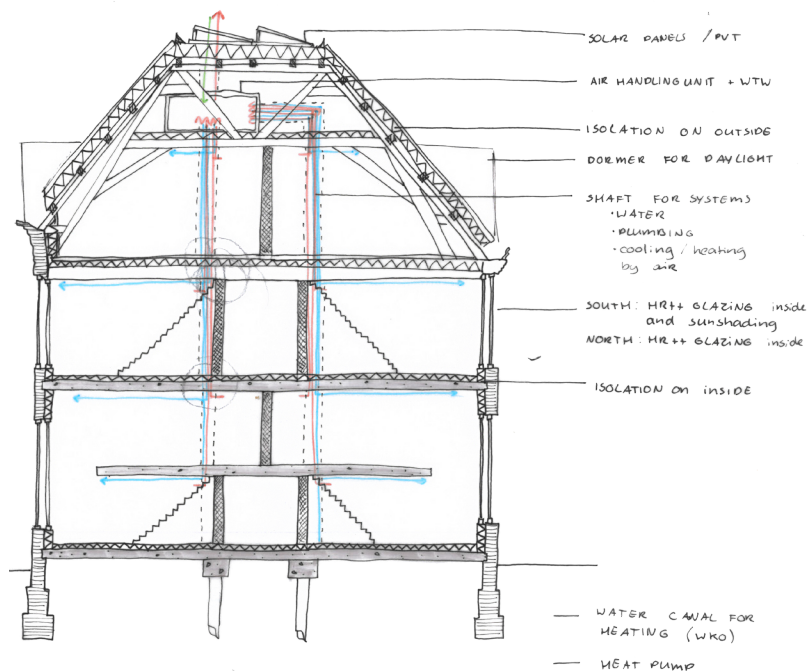 SOLAR PANELS / PVT
AIR HANDLING UNIT + WTW
ISOLATION ON OUTSIDE
DORMER FOR DAYLIGHT
SHAFT FOR SYSTEMS
• WATER
• PLUMBING
• cooling / heating
by air
SOUTH: HR++ GLAZING inside
and sunshading
NORTH: HR++ GLAZING inside
ISOLATION ON INSIDE
WATER CANAL FOR
HEATING (WKO)
HEAT PUMP